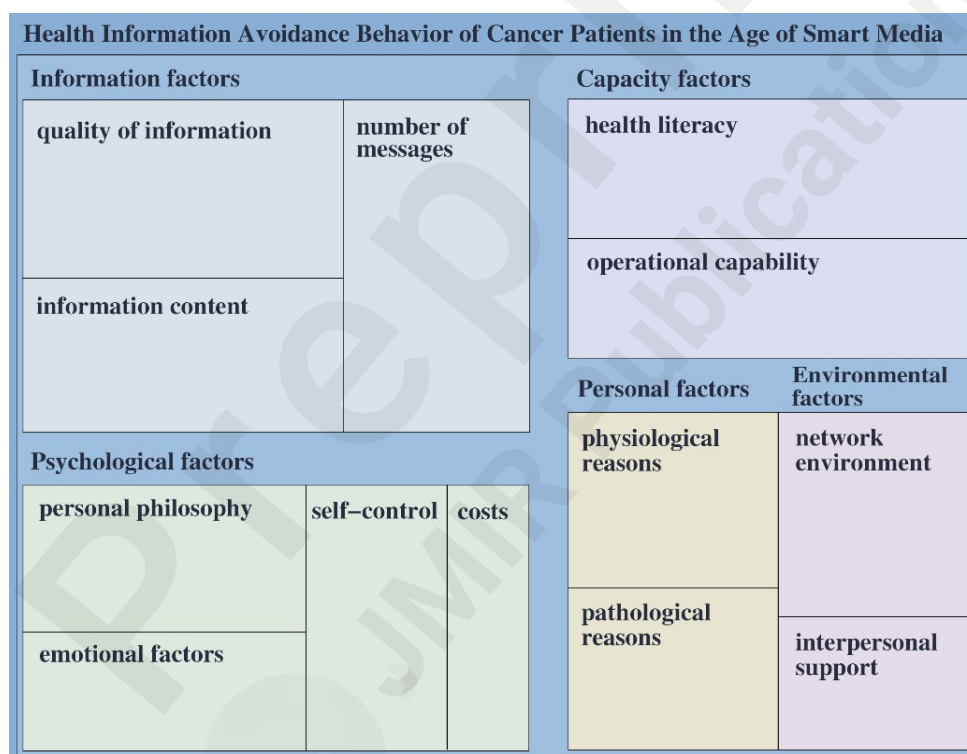 Health Information Avoidance Behavior of Cancer Patients in the Age of Smart Media
Information factors
quality of information
number of
messages
information content
Psychological factors
personal philosophy
self-control
costs
emotional factors
Capacity factors
health literacy
operational capability
Personal factors
physiological
reasons
pathological
reasons
Environmental
factors
network
environment
interpersonal
support
Preprint
JMIR Publication